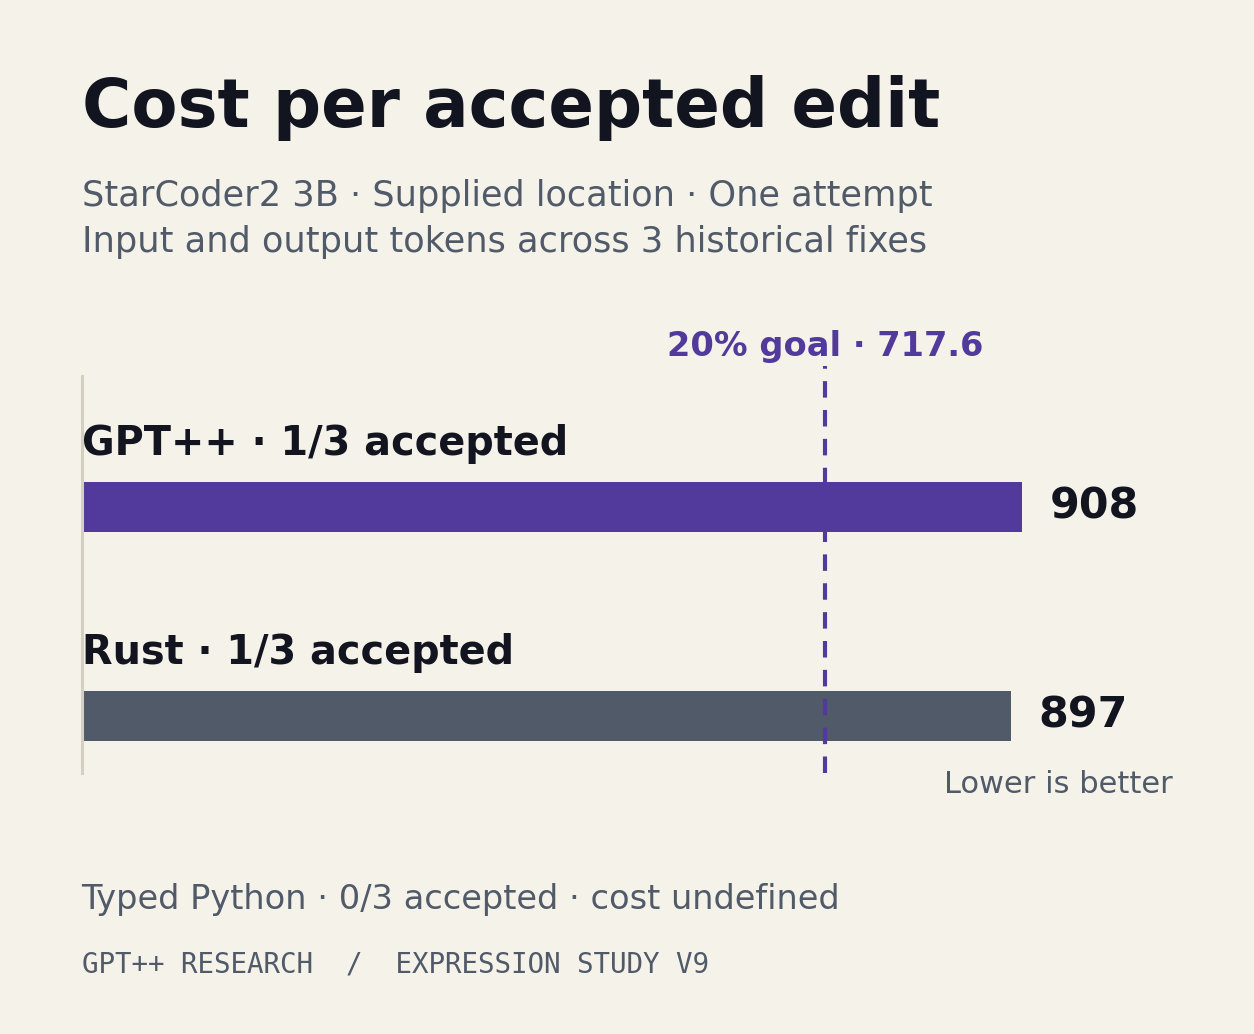 Cost per accepted edit
StarCoder2 3B · Supplied location · One attempt
Input and output tokens across 3 historical fixes
20% goal · 717.6
GPT++ · 1/3 accepted
908
Rust · 1/3 accepted
897
Lower is better
Typed Python · 0/3 accepted · cost undefined
GPT++ RESEARCH / EXPRESSION STUDY V9